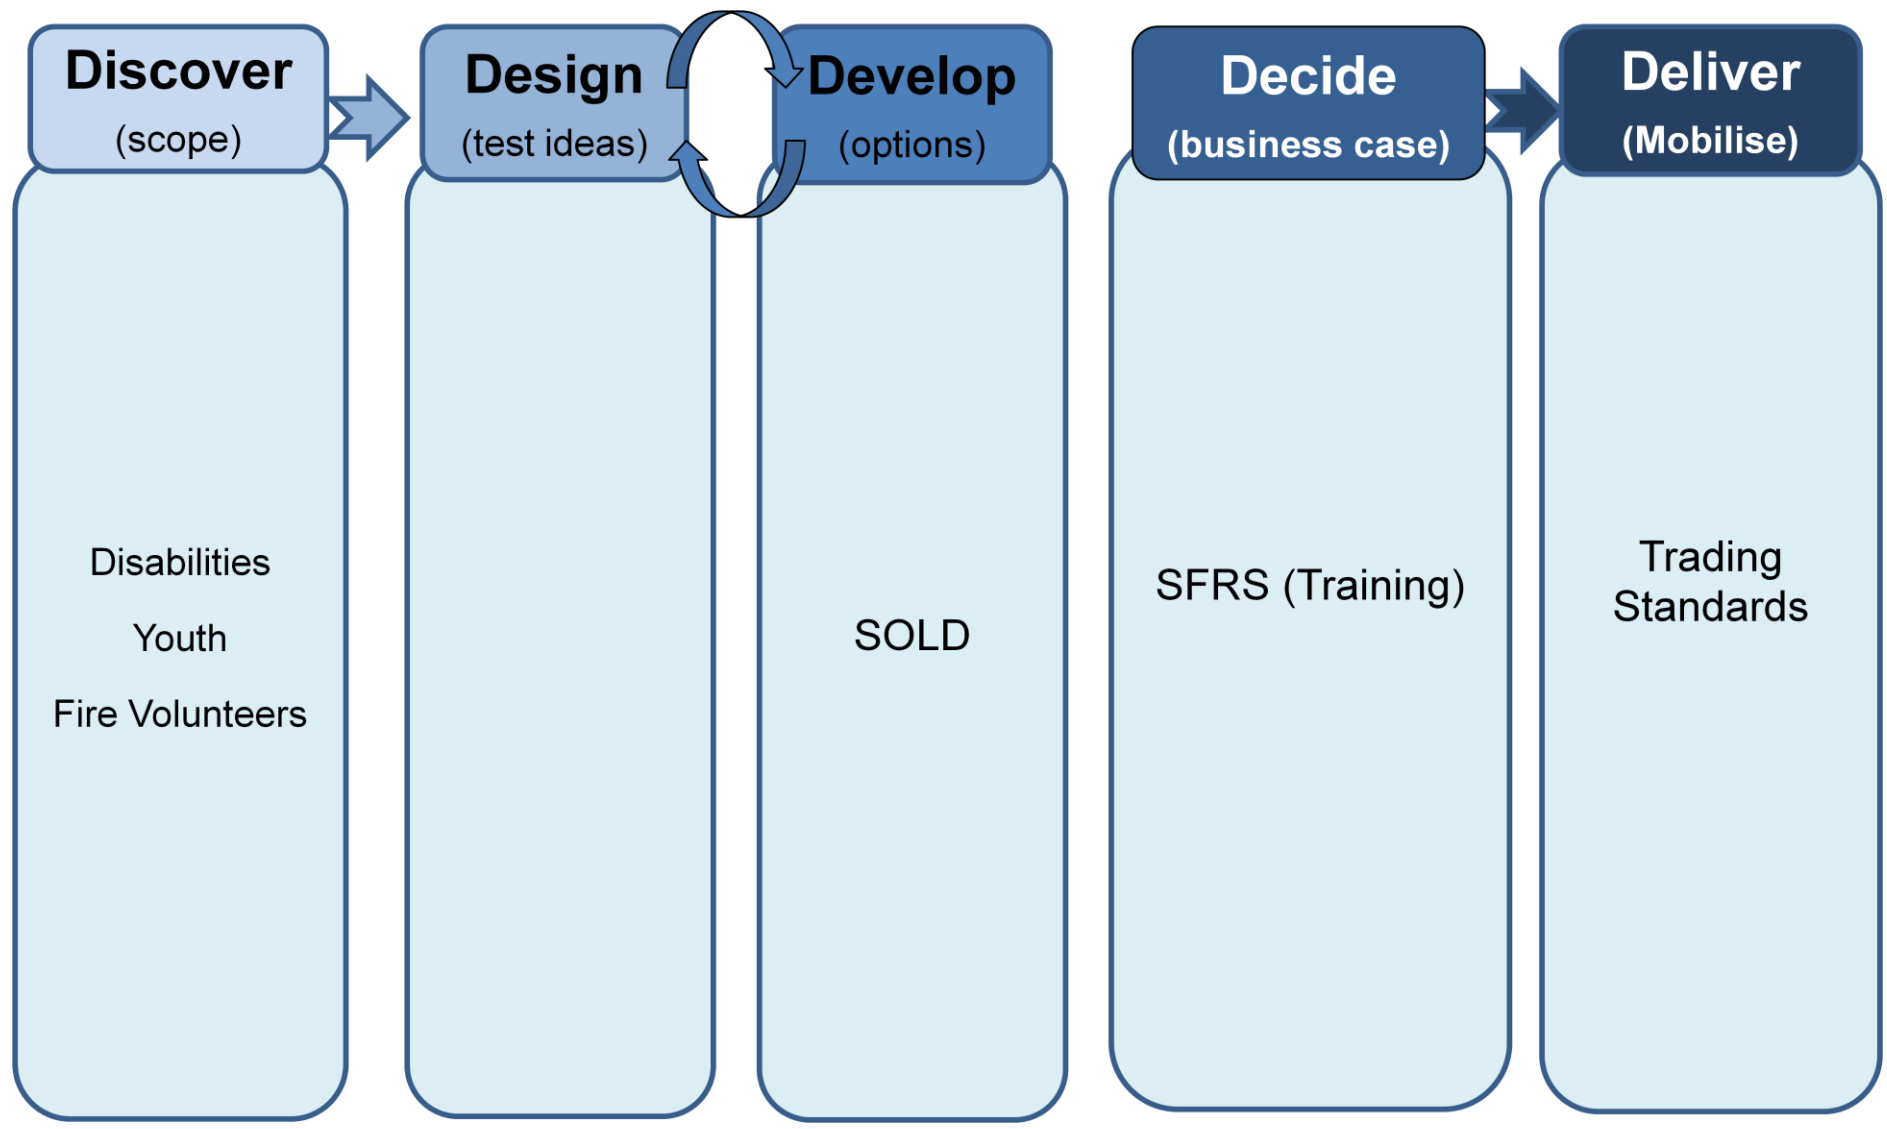 Discover
(scope)
Design
(test ideas)
Develop
(options)
Decide
(business case)
Deliver
(Mobilise)
Disabilities
Youth
Fire Volunteers
SOLD
SFRS (Training)
Trading
Standards